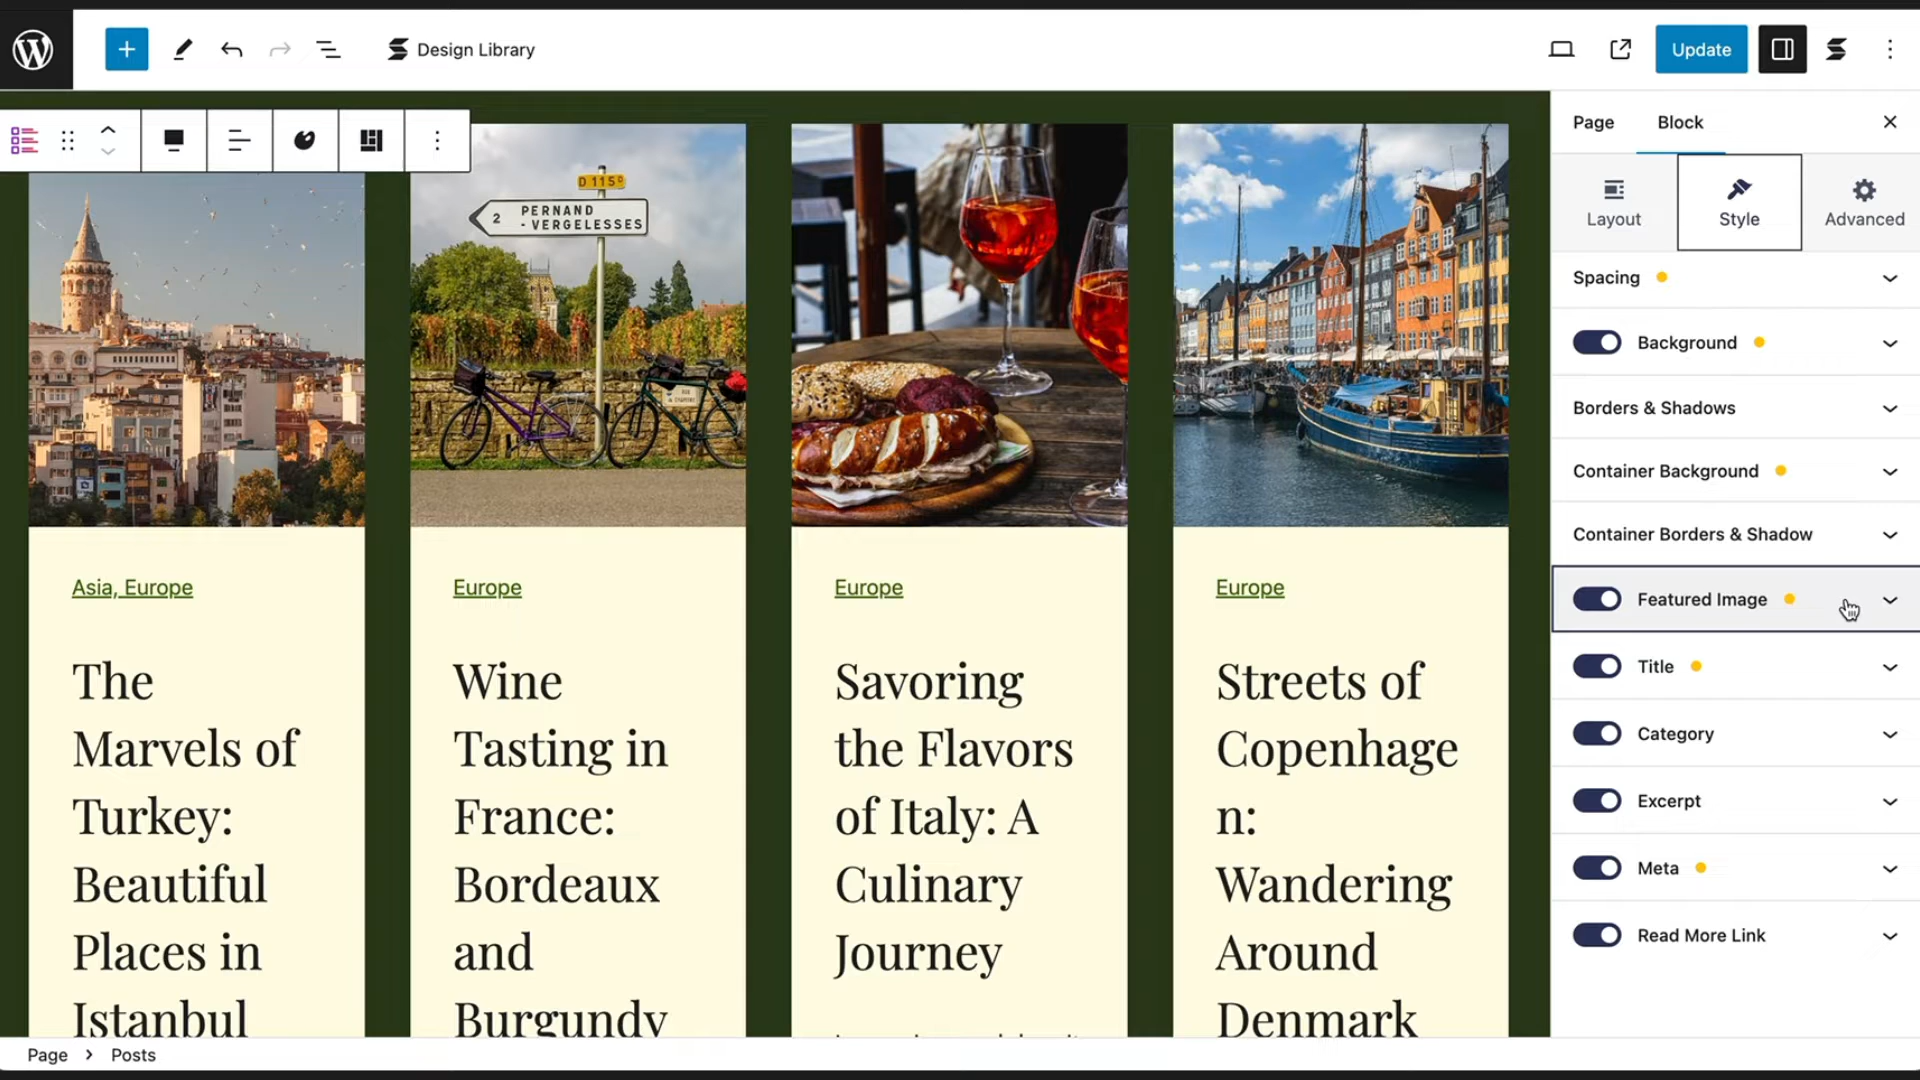 Design Library
Update
Page
Block
Layout
Style
Advanced
Spacing
Background
Borders & Shadows
Container Background
Container Borders & Shadow
Featured Image
Title
Category
Excerpt
Meta
Read More Link
D 115D
2 PERNAND
- VERGELESSES
Asia, Europe
The
Marvels of
Turkey:
Beautiful
Places in
Istanbul
Europe
Wine
Tasting in
France:
Bordeaux
and
Burgundy
Europe
Savoring
the Flavors
of Italy: A
Culinary
Journey
Europe
Streets of
Copenhage
n:
Wandering
Around
Denmark
Page > Posts